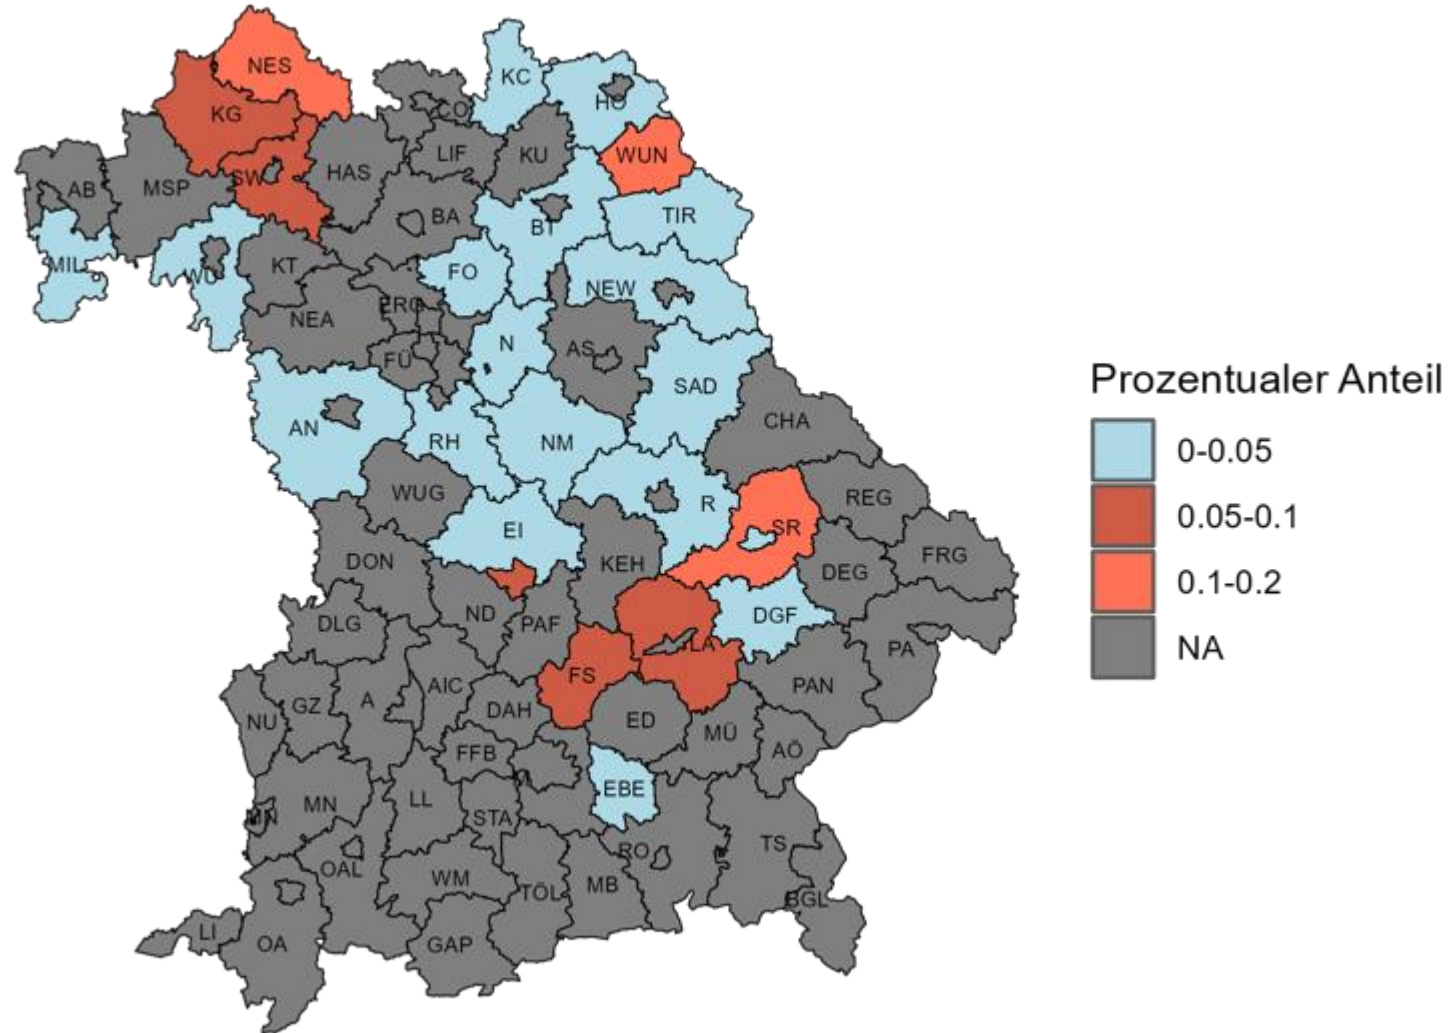 NES
KC
KG
HO
CO
LIF
KU
WUN
HAS
SW
AB
MSP
BA
TIR
BT
MIL
WÜ
KT
FO
NEW
ERC
NEA
N
AS
FÜ
SAD
AN
RH
NM
CHA
WUG
R
REG
EI
SR
DON
KEH
FRG
DEG
ND
PAF
DGF
DLG
LA
PA
FS
AIC
PAN
A
GZ
NU
DAH
ED
MÜ
AÖ
FFB
EBE
LL
MN
MN
STA
TS
RO
OAL
WM
TÖL
MB
BGL
LI
OA
GAP
Prozentualer Anteil
0-0.05
0.05-0.1
0.1-0.2
NA